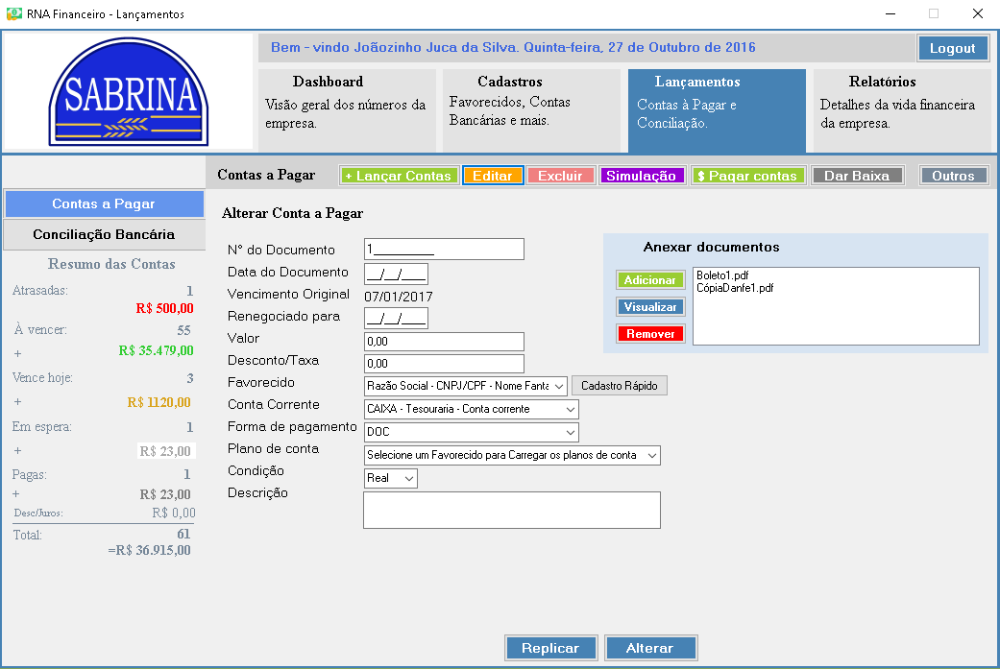 RNA Financeiro - Lançamentos
SABRINA
Bem - vindo Joãozinho Juca da Silva. Quinta-feira, 27 de Outubro de 2016
Logout
Dashboard
Visão geral dos números da
empresa.
Cadastros
Favorecidos, Contas
Bancárias e mais.
Lançamentos
Contas à Pagar e
Conciliação.
Relatórios
Detalhes da vida financeira
da empresa.
Contas a Pagar
+ Lançar Contas
Editar
Excluir
Simulação
$ Pagar contas
Dar Baixa
Outros
Contas a Pagar
Conciliação Bancária
Resumo das Contas
Atrasadas: 1
R$ 500,00
À vencer: 55
+ R$ 35.479,00
Vence hoje: 3
+ R$ 1120,00
Em espera: 1
+ R$ 23,00
Pagas: 1
+ R$ 23,00
Desc/Juros: R$ 0,00
Total: 61
=R$ 36.915,00
Alterar Conta a Pagar
N° do Documento 1_________
Data do Documento __/__/____
Vencimento Original 07/01/2017
Renegociado para __/__/____
Valor 0,00
Desconto/Taxa 0,00
Favorecido Razão Social - CNPJ/CPF - Nome Fanta Cadastro Rápido
Conta Corrente CAIXA - Tesouraria - Conta corrente
Forma de pagamento DOC
Plano de conta Selecione um Favorecido para Carregar os planos de conta
Condição Real
Descrição
Anexar documentos
Adicionar
Visualizar
Remover
Boleto1.pdf
CópiaDanfe1.pdf
Replicar
Alterar